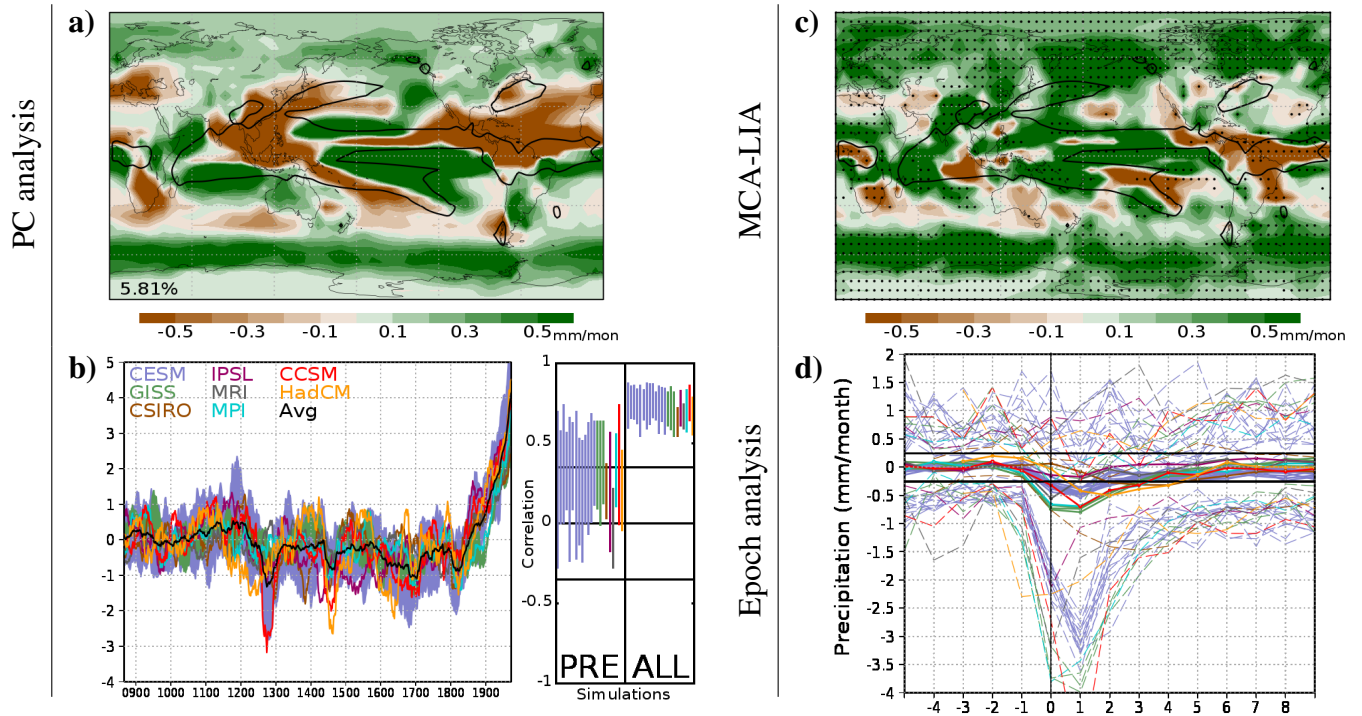 PC analysis
a)
5.81%
-0.5 -0.3 -0.1 0.1 0.3 0.5 mm/mon
MCA-LIA
c)
-0.5 -0.3 -0.1 0.1 0.3 0.5 mm/mon
b)
CESM IPSL CCSM
GISS MRI HadCM
CSIRO MPI Avg
5
4
3
2
1
0
-1
-2
-3
-4
0900 1000 1100 1200 1300 1400 1500 1600 1700 1800 1900
Correlation
1
0.5
0
-0.5
-1
PRE ALL
Simulations
Epoch analysis
d)
Precipitation (mm/month)
2
1.5
1
0.5
0
-0.5
-1
-1.5
-2
-2.5
-3
-3.5
-4
-4 -3 -2 -1 0 1 2 3 4 5 6 7 8